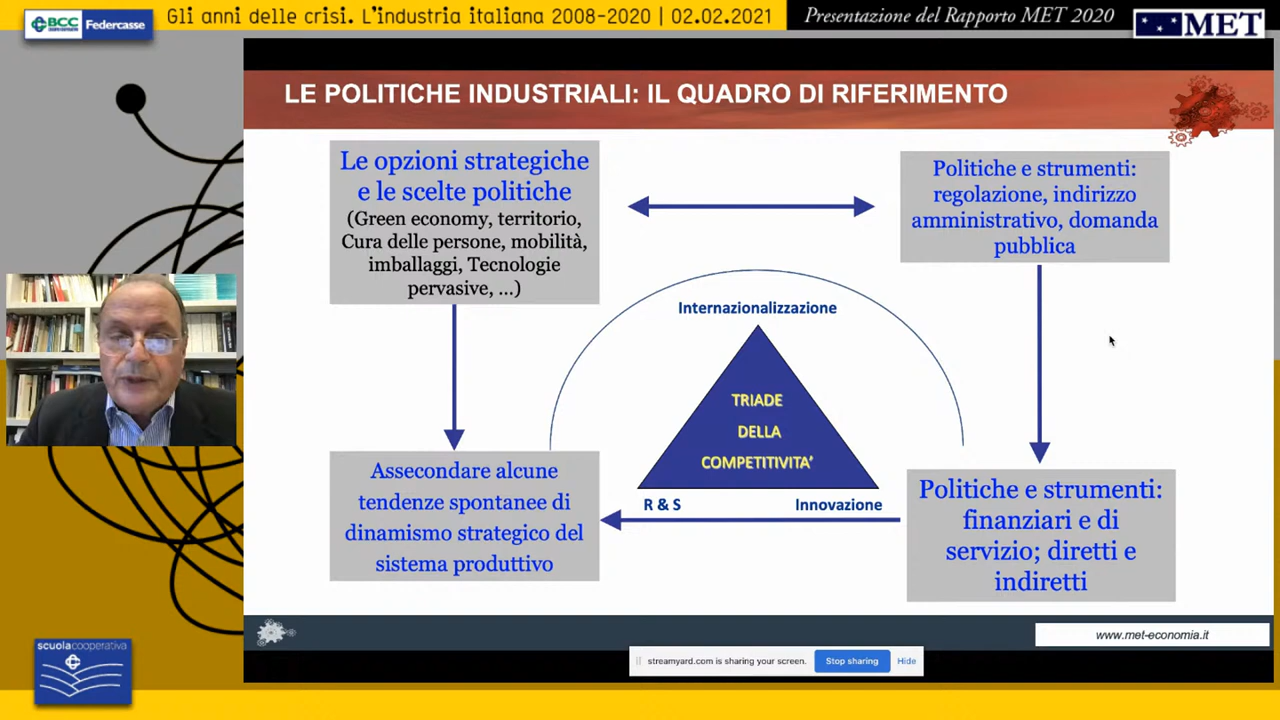 BCC
Federcasse
Gli anni delle crisi. L'industria italiana 2008-2020 | 02.02.2021
Presentazione del Rapporto MET 2020
MET
LE POLITICHE INDUSTRIALI: IL QUADRO DI RIFERIMENTO
Le opzioni strategiche
e le scelte politiche
(Green economy, territorio,
Cura delle persone, mobilità,
imballaggi, Tecnologie
pervasive, ...)
Politiche e strumenti:
regolazione, indirizzo
amministrativo, domanda
pubblica
Internazionalizzazione
TRIADE
DELLA
COMPETITIVITA'
R & S
Innovazione
Assecondare alcune
tendenze spontanee di
dinamismo strategico del
sistema produttivo
Politiche e strumenti:
finanziari e di
servizio; diretti e
indiretti
www.met-economia.it
scuolacooperativa
streamyard.com is sharing your screen.
Stop sharing
Hide